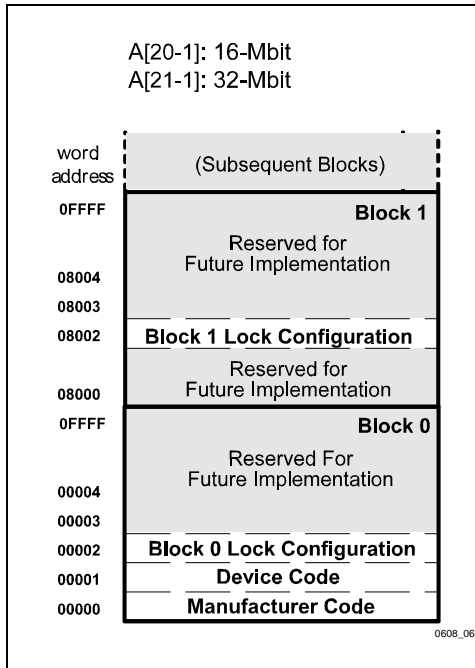 A[20-1]: 16-Mbit
A[21-1]: 32-Mbit
word
address
(Subsequent Blocks)
0FFFF
Block 1
Reserved for
Future Implementation
08004
08003
08002
Block 1 Lock Configuration
Reserved for
Future Implementation
08000
0FFFF
Block 0
Reserved For
Future Implementation
00004
00003
00002
Block 0 Lock Configuration
00001
Device Code
00000
Manufacturer Code
0608_06